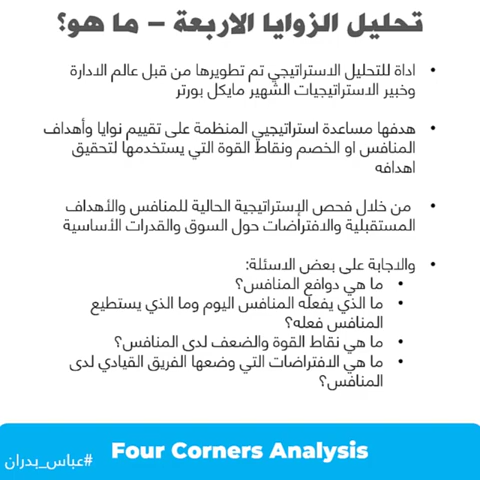 تحليل الزوايا الاربعة – ما هو؟
• اداة للتحليل الاستراتيجي تم تطويرها من قبل عالم الادارة
وخبير الاستراتيجيات الشهير مايكل بورتر
• هدفها مساعدة استراتيجيي المنظمة على تقييم نوايا وأهداف
المنافس او الخصم ونقاط القوة التي يستخدمها لتحقيق
اهدافه
• من خلال فحص الإستراتيجية الحالية للمنافس والأهداف
المستقبلية والافتراضات حول السوق والقدرات الأساسية
• والاجابة على بعض الاسئلة:
• ما هي دوافع المنافس؟
• ما الذي يفعله المنافس اليوم وما الذي يستطيع
المنافس فعله؟
• ما هي نقاط القوة والضعف لدى المنافس؟
• ما هي الافتراضات التي وضعها الفريق القيادي لدى
المنافس؟
Four Corners Analysis
#عباس_بدران